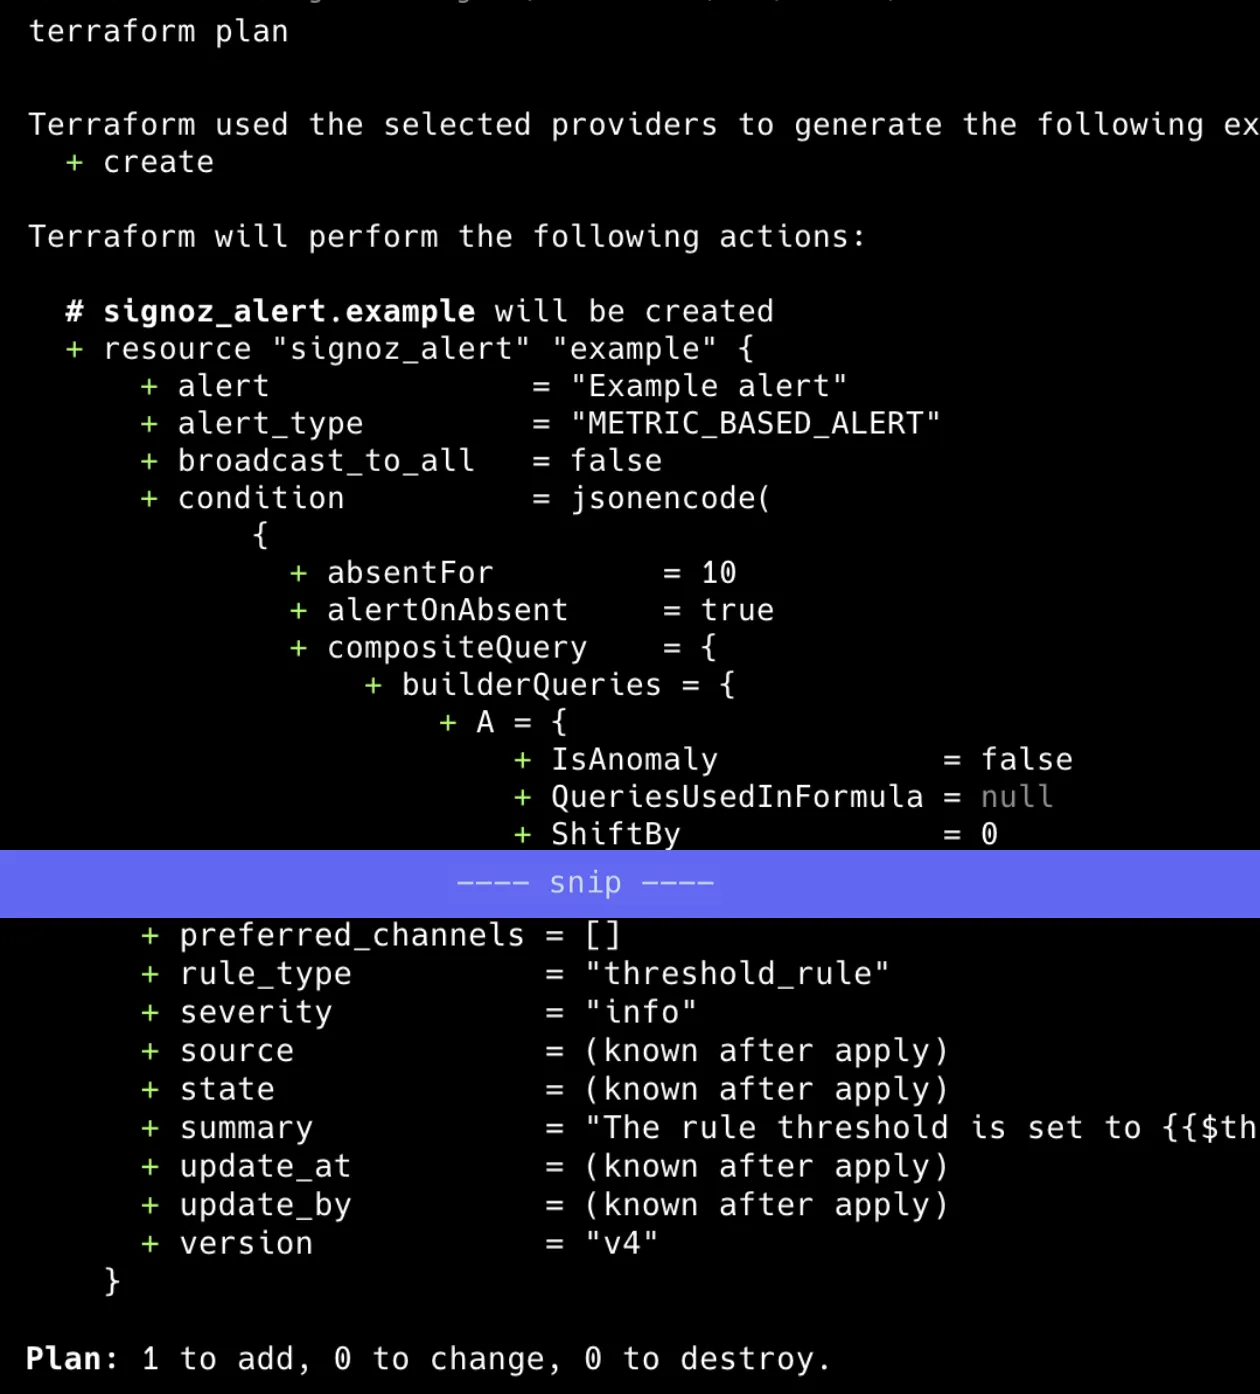 terraform plan
Terraform used the selected providers to generate the following ex
+ create
Terraform will perform the following actions:
# signoz_alert.example will be created
+ resource "signoz_alert" "example" {
+ alert = "Example alert"
+ alert_type = "METRIC_BASED_ALERT"
+ broadcast_to_all = false
+ condition = jsonencode(
{
+ absentFor = 10
+ alertOnAbsent = true
+ compositeQuery = {
+ builderQueries = {
+ A = {
+ IsAnomaly = false
+ QueriesUsedInFormula = null
+ ShiftBy = 0
---- snip ----
+ preferred_channels = []
+ rule_type = "threshold_rule"
+ severity = "info"
+ source = (known after apply)
+ state = (known after apply)
+ summary = "The rule threshold is set to {{$th
+ update_at = (known after apply)
+ update_by = (known after apply)
+ version = "v4"
}
Plan: 1 to add, 0 to change, 0 to destroy.